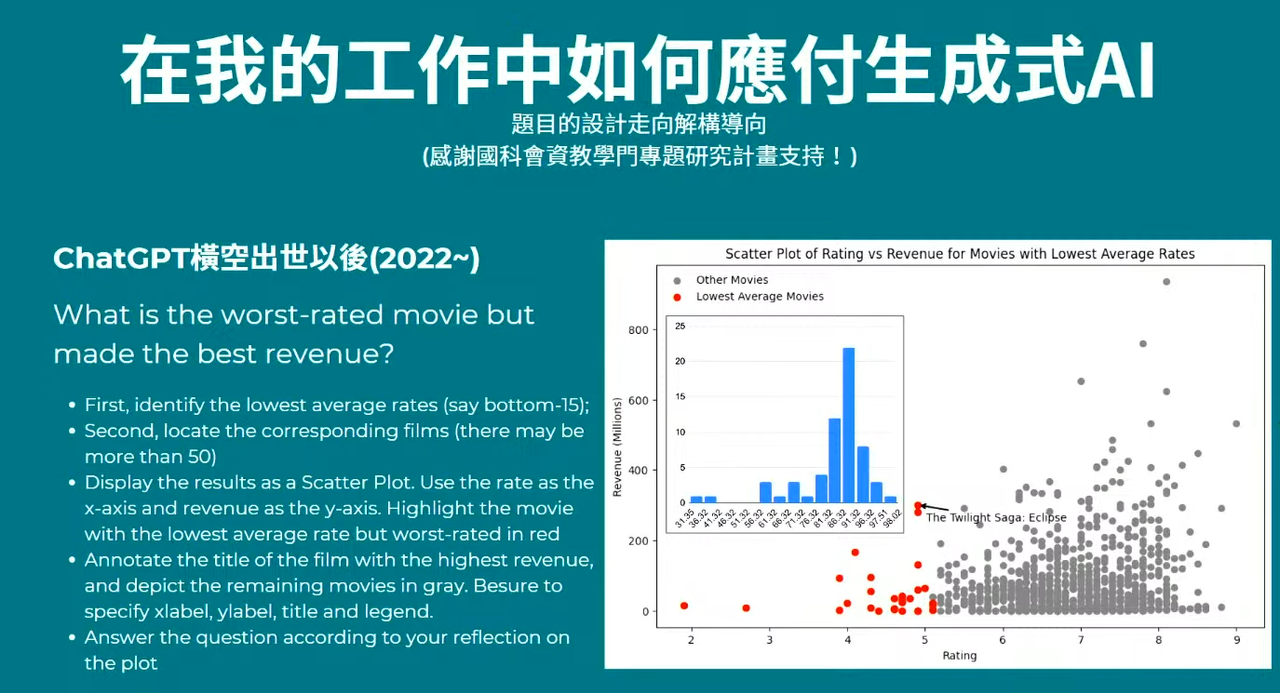 在我的工作中如何應付生成式AI
題目的設計走向解構導向
(感謝國科會資教學門專題研究計畫支持！)
ChatGPT橫空出世以後(2022~)
What is the worst-rated movie but
made the best revenue?
• First, identify the lowest average rates (say bottom-15);
• Second, locate the corresponding films (there may be
more than 50)
• Display the results as a Scatter Plot. Use the rate as the
x-axis and revenue as the y-axis. Highlight the movie
with the lowest average rate but worst-rated in red
• Annotate the title of the film with the highest revenue,
and depict the remaining movies in gray. Besure to
specify xlabel, ylabel, title and legend.
• Answer the question according to your reflection on
the plot
Scatter Plot of Rating vs Revenue for Movies with Lowest Average Rates
Other Movies
Lowest Average Movies
25
20
15
10
5
0
31.35 36.32 41.32 46.32 51.32 56.32 61.32 66.32 71.32 76.32 81.32 86.32 91.32 96.32 97.51 98.02
The Twilight Saga: Eclipse
Revenue (Millions)
800
600
400
200
0
2 3 4 5 6 7 8 9
Rating